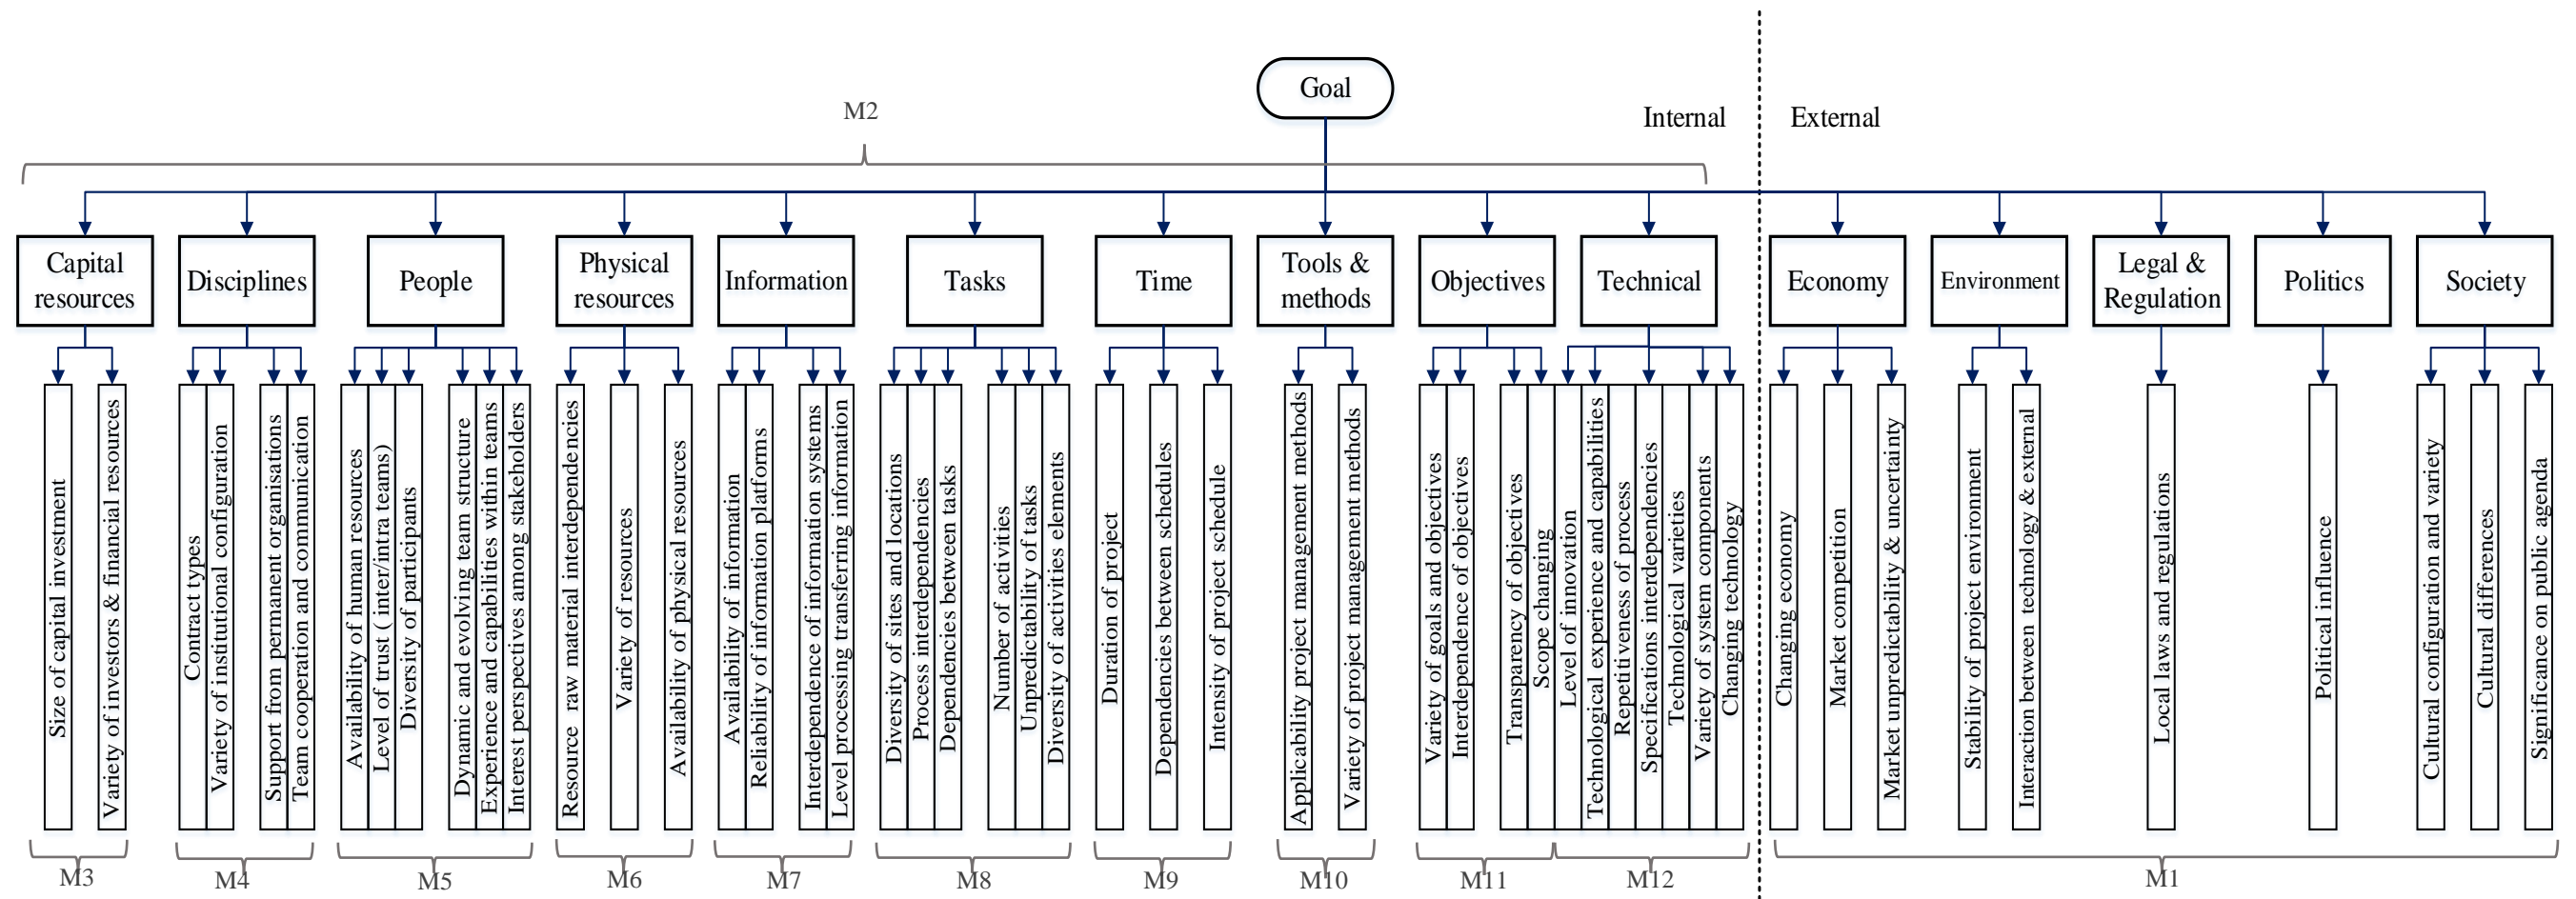 Goal
M2
Internal
External
Capital
resources
Disciplines
People
Physical
resources
Information
Tasks
Time
Tools &
methods
Objectives
Technical
Economy
Environment
Legal &
Regulation
Politics
Society
Size of capital investment
Variety of investors & financial resources
Contract types
Variety of institutional configuration
Support from permanent organisations
Team cooperation and communication
Availability of human resources
Level of trust ( inter/intra teams)
Diversity of participants
Dynamic and evolving team structure
Experience and capabilities within teams
Interest perspectives among stakeholders
Resource raw material interdependencies
Variety of resources
Availability of physical resources
Availability of information
Reliability of information platforms
Interdependence of information systems
Level processing transferring information
Diversity of sites and locations
Process interdependencies
Dependencies between tasks
Number of activities
Unpredictability of tasks
Diversity of activities elements
Duration of project
Dependencies between schedules
Intensity of project schedule
Applicability project management methods
Variety of project management methods
Variety of goals and objectives
Interdependence of objectives
Transparency of objectives
Scope changing
Level of innovation
Technological experience and capabilities
Repetitiveness of process
Specifications interdependencies
Technological varieties
Variety of system components
Changing technology
Changing economy
Market competition
Market unpredictability & uncertainty
Stability of project environment
Interaction between technology & external
Local laws and regulations
Political influence
Cultural configuration and variety
Cultural differences
Significance on public agenda
M3
M4
M5
M6
M7
M8
M9
M10
M11
M12
M1